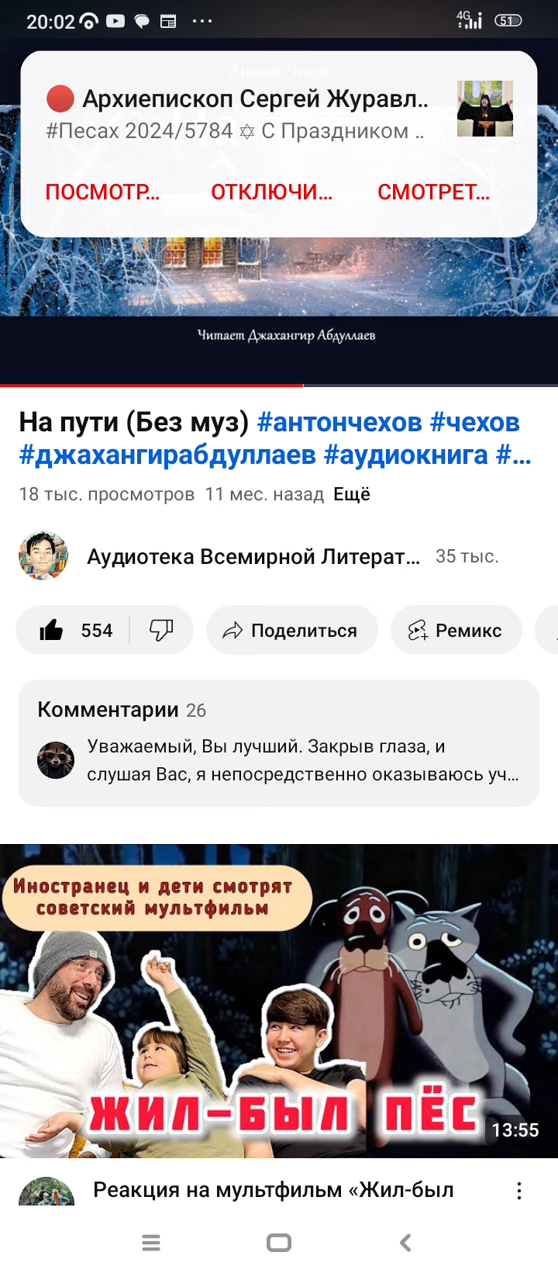 20:02
4G
51
Антон Чехов
Архиепископ Сергей Журавл..
#Песах 2024/5784 ✡ С Праздником ..
ПОСМОТР...
ОТКЛЮЧИ...
СМОТРЕТ...
Читает Джахангир Абдуллаев
На пути (Без муз) #антончехов #чехов
#джахангирабдуллаев #аудиокнига #...
18 тыс. просмотров 11 мес. назад Ещё
Аудиотека Всемирной Литерат... 35 тыс.
554
Поделиться
Ремикс
Комментарии 26
Уважаемый, Вы лучший. Закрыв глаза, и
слушая Вас, я непосредственно оказываюсь уч...
Иностранец и дети смотрят
советский мультфильм
ЖИЛ-БЫЛ ПЁС
13:55
Реакция на мультфильм «Жил-был